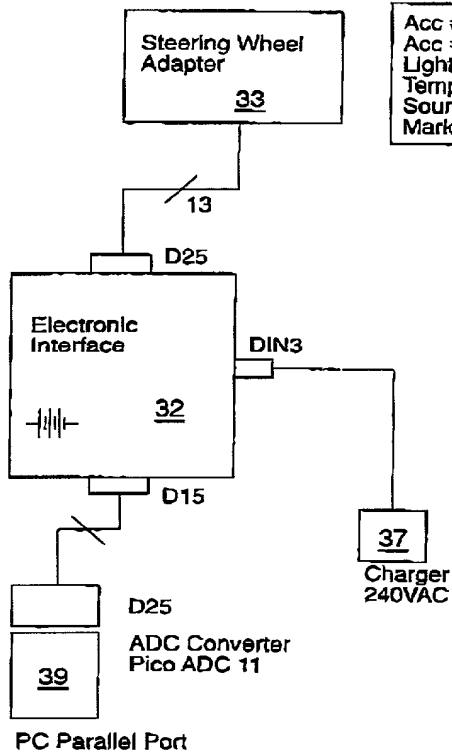 Steering Wheel
Adapter
33
Acc
Acc
Light
Temp
Sour
Mark
13
D25
Electronic
Interface
DIN3
32
D15
37
Charger
240VAC
D25
ADC Converter
Pico ADC 11
39
PC Parallel Port